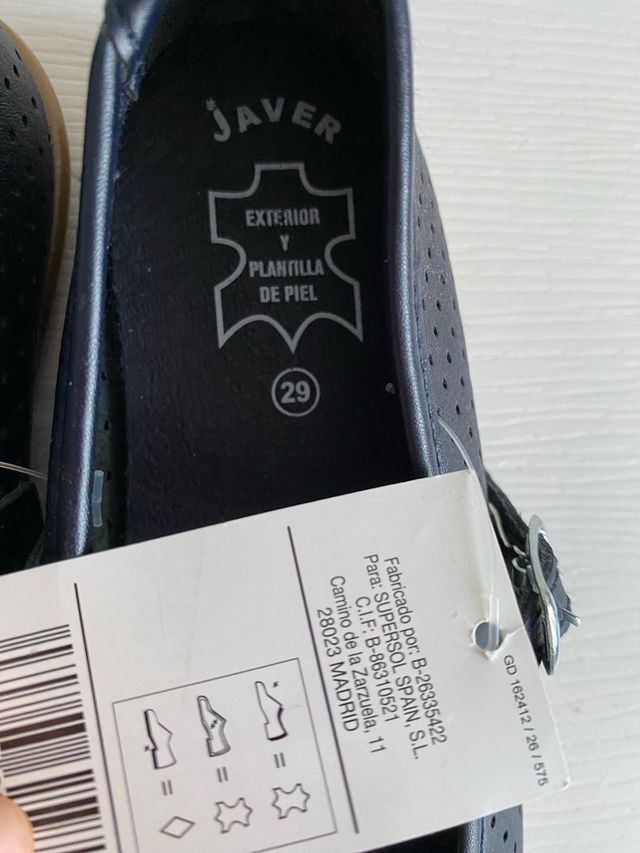 JAVER
EXTERIOR
Y
PLANTILLA
DE PIEL
29
Fabricado por: B-26335422
Para: SUPERSOL SPAIN, S.L.
C.I.F: B-86310521
Camino de la Zarzuela, 11
28023 MADRID
GD 162412 / 26 / 575